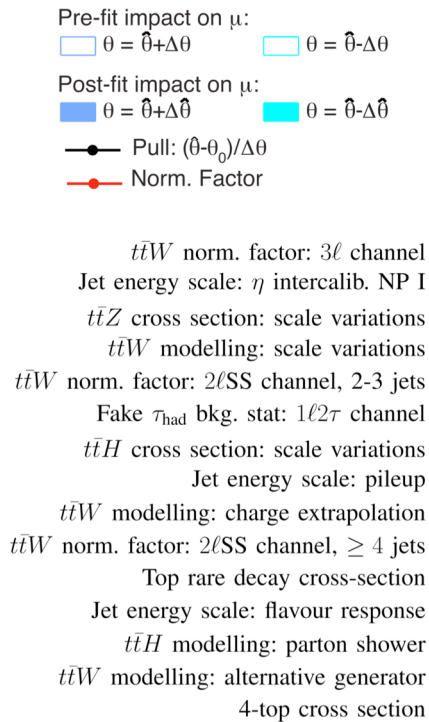 Pre-fit impact on μ:
θ = θ̂+Δθ θ = θ̂-Δθ
Post-fit impact on μ:
θ = θ̂+Δθ̂ θ = θ̂-Δθ̂
Pull: (θ̂-θ₀)/Δθ
Norm. Factor
tt̄W norm. factor: 3ℓ channel
Jet energy scale: η intercalib. NP I
tt̄Z cross section: scale variations
tt̄W modelling: scale variations
tt̄W norm. factor: 2ℓSS channel, 2-3 jets
Fake τ_had bkg. stat: 1ℓ2τ channel
tt̄H cross section: scale variations
Jet energy scale: pileup
tt̄W modelling: charge extrapolation
tt̄W norm. factor: 2ℓSS channel, ≥ 4 jets
Top rare decay cross-section
Jet energy scale: flavour response
tt̄H modelling: parton shower
tt̄W modelling: alternative generator
4-top cross section